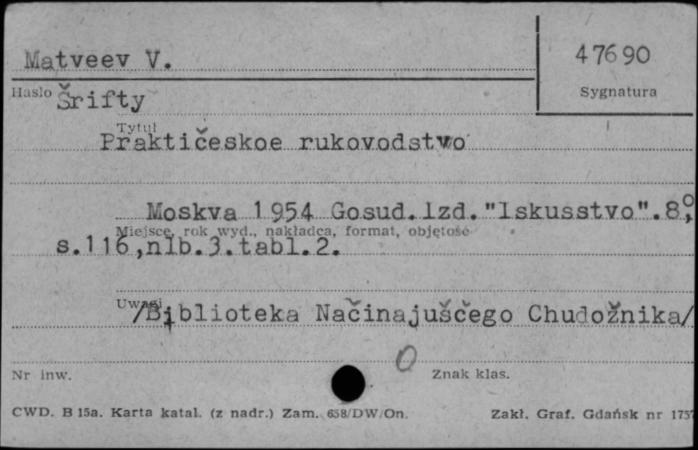 Matveev V.
47690
Hasło Šrifty
Sygnatura
Tytuł
Praktičeskoe rukovodstwo
Moskva 1954 Gosud.Izd."Iskusstvo".8°,
Miejsce, rok wyd., nakładca, format, objętość
s.116,nlb.3.tabl.2.
Uwagi
/Biblioteka Načinajuščego Chudožnika/
0
Nr inw.
Znak klas.
CWD. B 15a. Karta katal. (z nadr.) Zam. 658/DW/On.
Zakł. Graf. Gdańsk nr